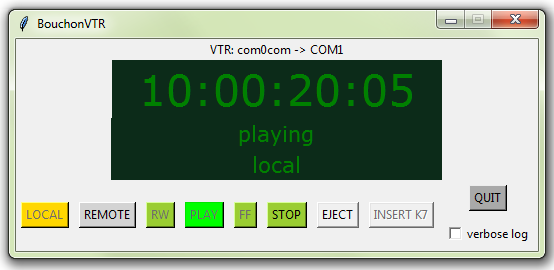 BouchonVTR
VTR: com0com -> COM1
10:00:20:05
playing
local
LOCAL REMOTE RW PLAY FF STOP EJECT INSERT K7
QUIT
verbose log